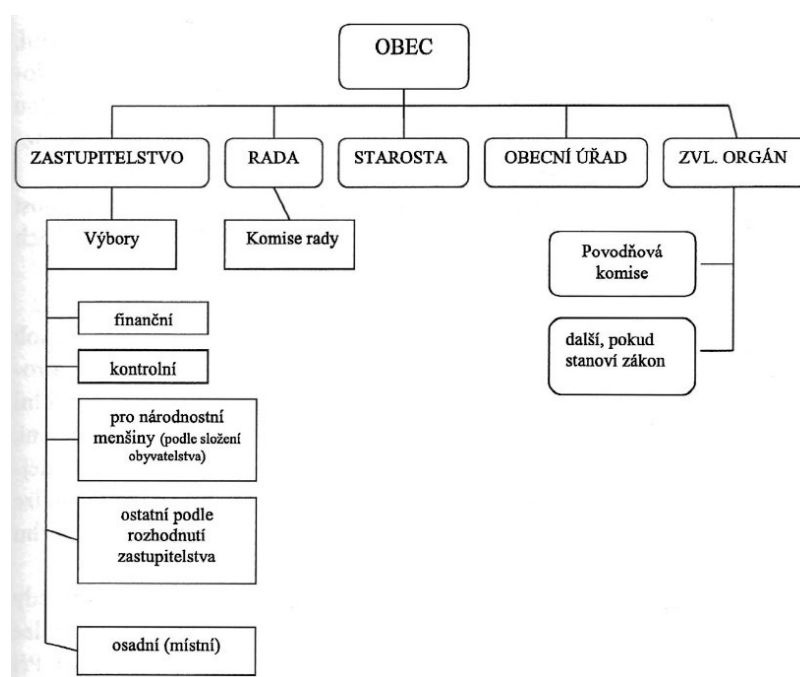 OBEC
ZASTUPITELSTVO
RADA
STAROSTA
OBECNÍ ÚŘAD
ZVL. ORGÁN
Výbory
Komise rady
Povodňová
komise
další, pokud
stanoví zákon
finanční
kontrolní
pro národnostní
menšiny (podle složení
obyvatelstva)
ostatní podle
rozhodnutí
zastupitelstva
osadní (místní)